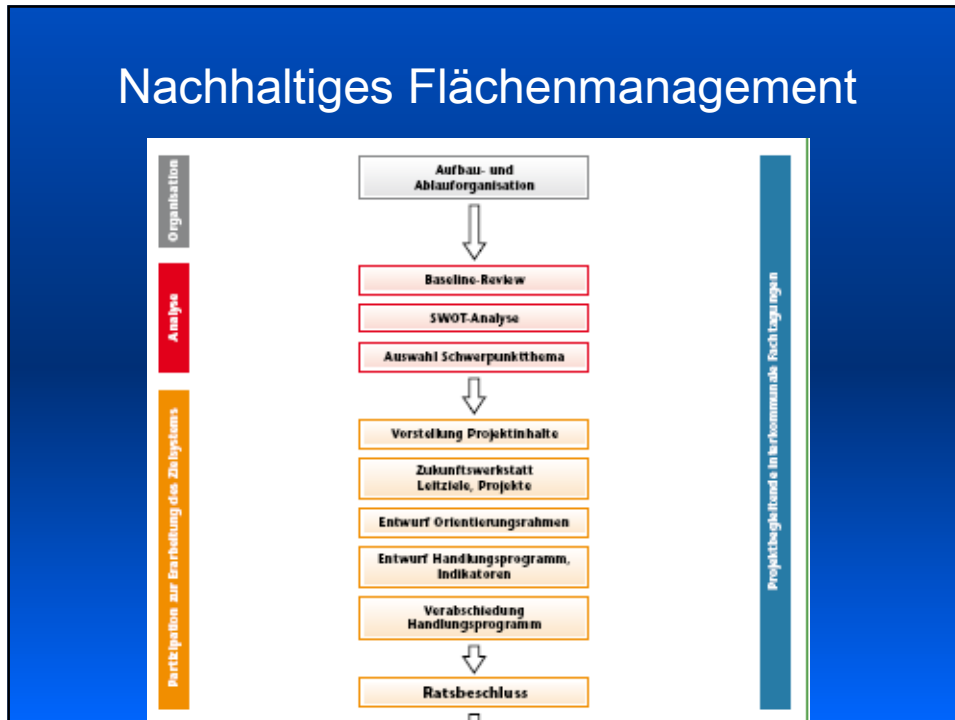 Nachhaltiges Flächenmanagement
Organisation
Aufbau- und
Ablauforganisation
Analyse
Baseline-Review
SWOT-Analyse
Auswahl Schwerpunktthema
Participation zur Erarbeitung des Zielsystems
Vorstellung Projektinhalte
Zukunftswerkstatt
Leitziele, Projekte
Entwurf Orientierungsrahmen
Entwurf Handlungsprogramm,
Indikatoren
Verabschiedung
Handlungsprogramm
Ratsbeschluss
Projektbegleitende interkommunale Fachtagungen